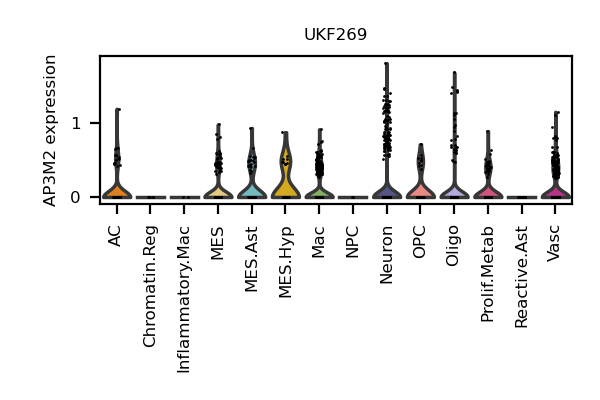 UKF269
AP3M2 expression
1
0
AC
Chromatin.Reg
Inflammatory.Mac
MES
MES.Ast
MES.Hyp
Mac
NPC
Neuron
OPC
Oligo
Prolif.Metab
Reactive.Ast
Vasc